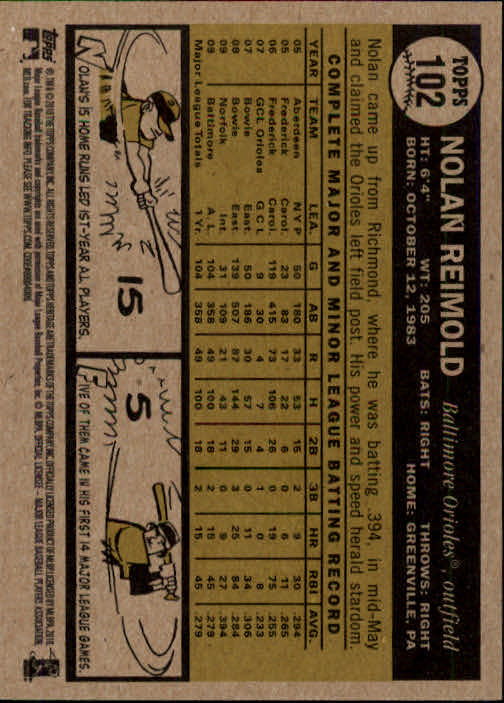 TOPPS
102
NOLAN REIMOLD – Baltimore Orioles®, outfield
HT: 6'4" WT: 205 BATS: RIGHT THROWS: RIGHT
BORN: OCTOBER 12, 1983 HOME: GREENVILLE, PA
Nolan came up from Richmond, where he was batting .394, in mid-May
and claimed the Orioles left field post. His power and speed herald stardom.
COMPLETE MAJOR AND MINOR LEAGUE BATTING RECORD
YEAR TEAM LEA. G AB R H 2B 3B HR RBI AVG.
05 Aberdeen NYP 50 180 33 53 15 2 9 30 .294
05 Frederick Carol. 23 83 17 22 6 0 6 11 .265
06 Frederick Carol. 119 415 73 106 26 0 19 75 .255
07 GCL Orioles GCL 9 30 4 7 1 0 0 8 .233
07 Bowie East. 50 186 30 57 15 4 11 34 .306
08 Bowie East. 139 507 87 144 29 3 25 84 .284
09 Norfolk Int. 31 109 21 43 11 0 9 27 .394
09 Baltimore A.L. 104 358 49 100 18 2 15 45 .279
Major League Totals 1 Yr. 104 358 49 100 18 2 15 45 .279
15
NOLAN'S 15 HOME RUNS LED 1ST-YEAR ALL PLAYERS.
5
FIVE OF THEM CAME IN HIS FIRST 14 MAJOR LEAGUE GAMES.
TOPPS